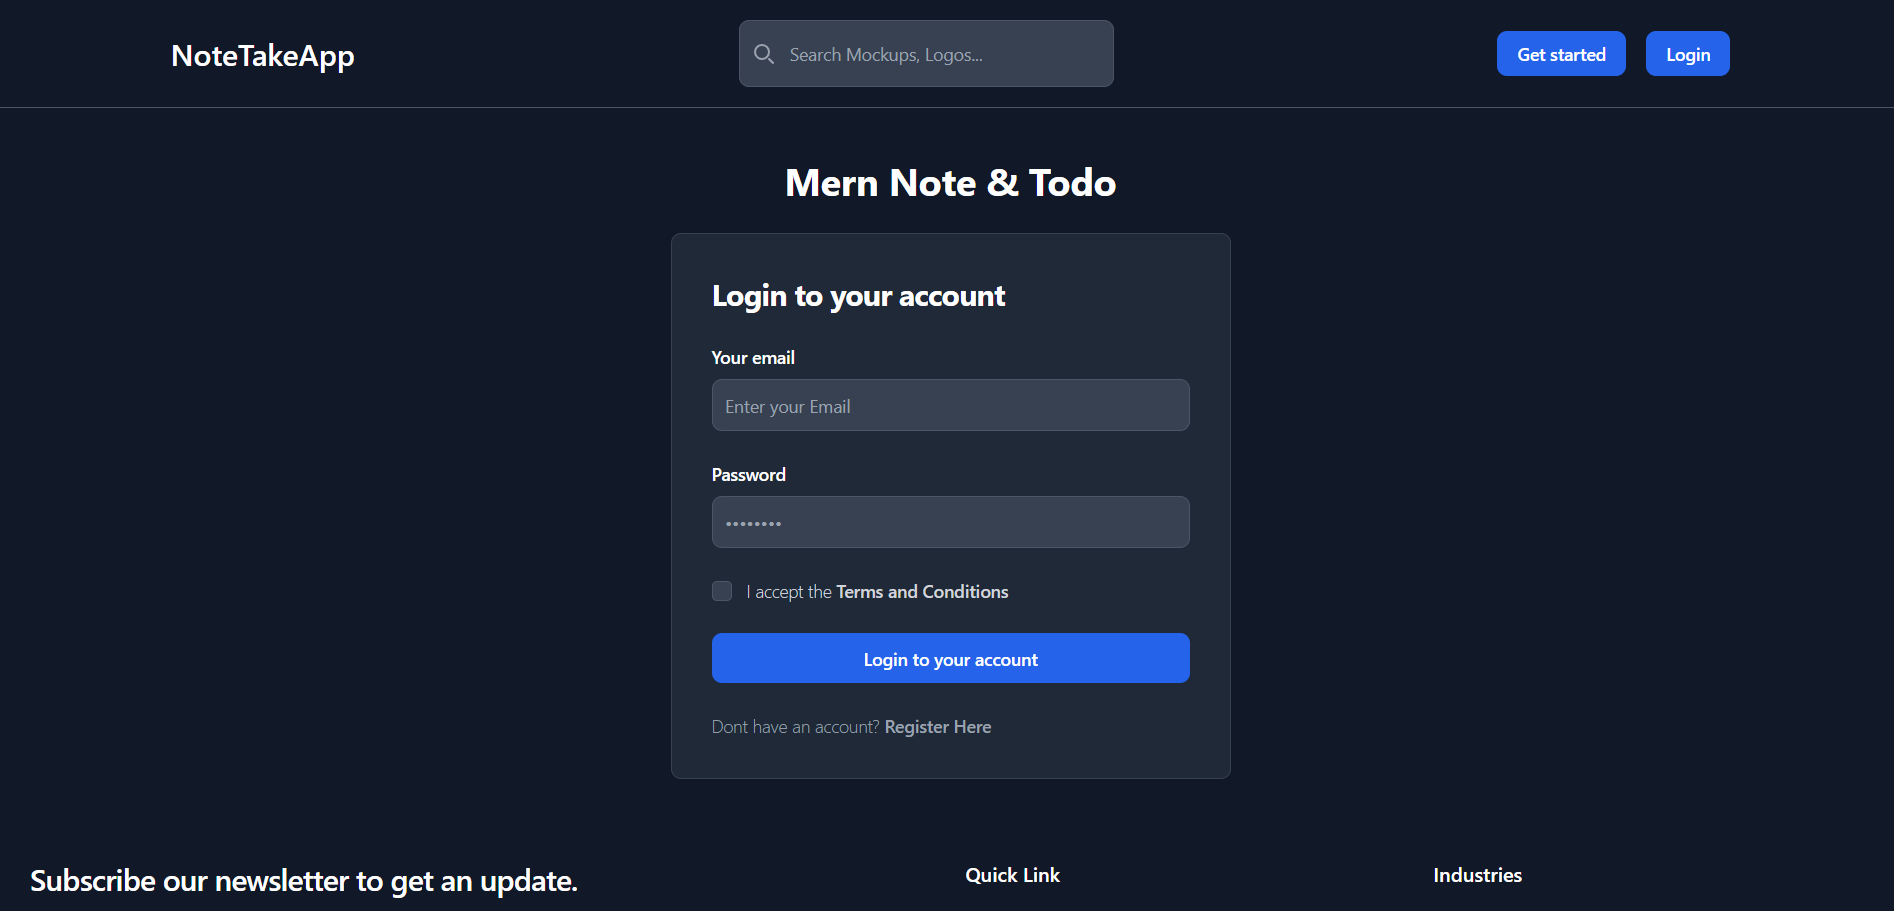 NoteTakeApp
Search Mockups, Logos...
Get started
Login
Mern Note & Todo
Login to your account
Your email
Enter your Email
Password
••••••••
I accept the Terms and Conditions
Login to your account
Dont have an account? Register Here
Subscribe our newsletter to get an update.
Quick Link
Industries